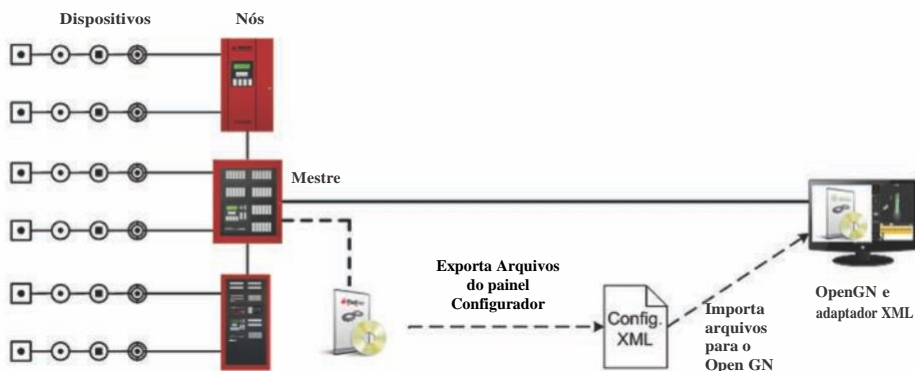 Dispositivos
Nós
Mestre
Exporta Arquivos
do painel
Configurador
Config.
XML
Importa
arquivos
para o
Open GN
OpenGN e
adaptador XML